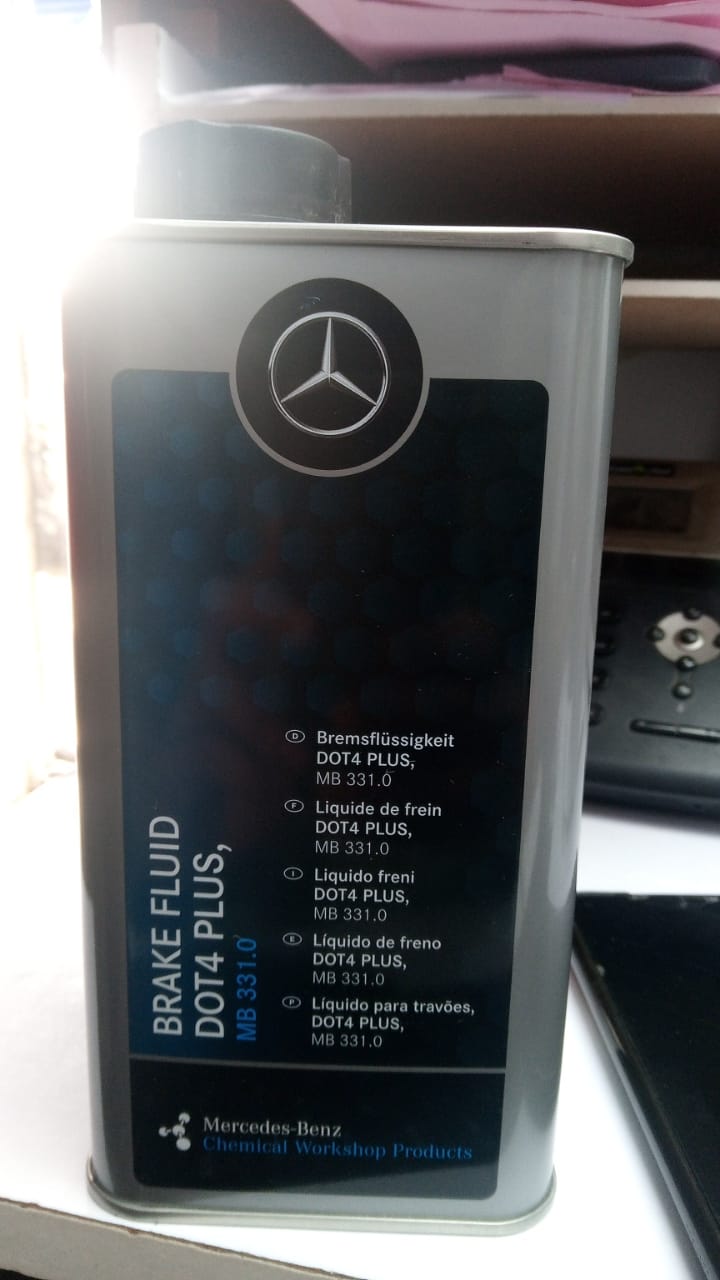 BRAKE FLUID
DOT4 PLUS,
MB 331.0
D Bremsflüssigkeit
DOT4 PLUS,
MB 331.0
F Liquide de frein
DOT4 PLUS,
MB 331.0
I Liquido freni
DOT4 PLUS,
MB 331.0
E Líquido de freno
DOT4 PLUS,
MB 331.0
P Líquido para travões,
DOT4 PLUS,
MB 331.0
Mercedes-Benz
Chemical Workshop Products